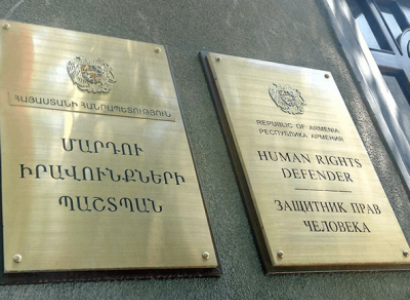 ՀԱՅԱՍՏԱՆԻ ՀԱՆՐԱՊԵՏՈՒԹՅՈՒՆ
ՄԱՐԴՈՒ
ԻՐԱՎՈՒՆՔՆԵՐԻ
ՊԱՇՏՊԱՆ
REPUBLIC OF ARMENIA
РЕСПУБЛИКА АРМЕНИЯ
HUMAN RIGHTS
DEFENDER
ЗАЩИТНИК ПРАВ
ЧЕЛОВЕКА